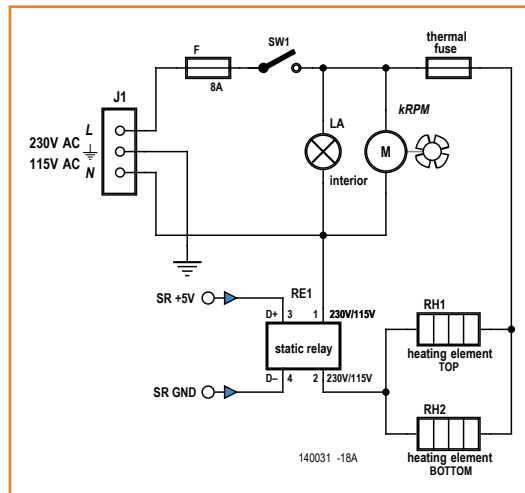 F
SW1
thermal
fuse
8A
J1
kRPM
LA
L
230V AC
M
115V AC
N
interior
SR +5V
RE1
D+ 3
1 230V/115V
RH1
static relay
heating element
TOP
SR GND
D– 4
2 230V/115V
RH2
140031 -18A
heating element
BOTTOM